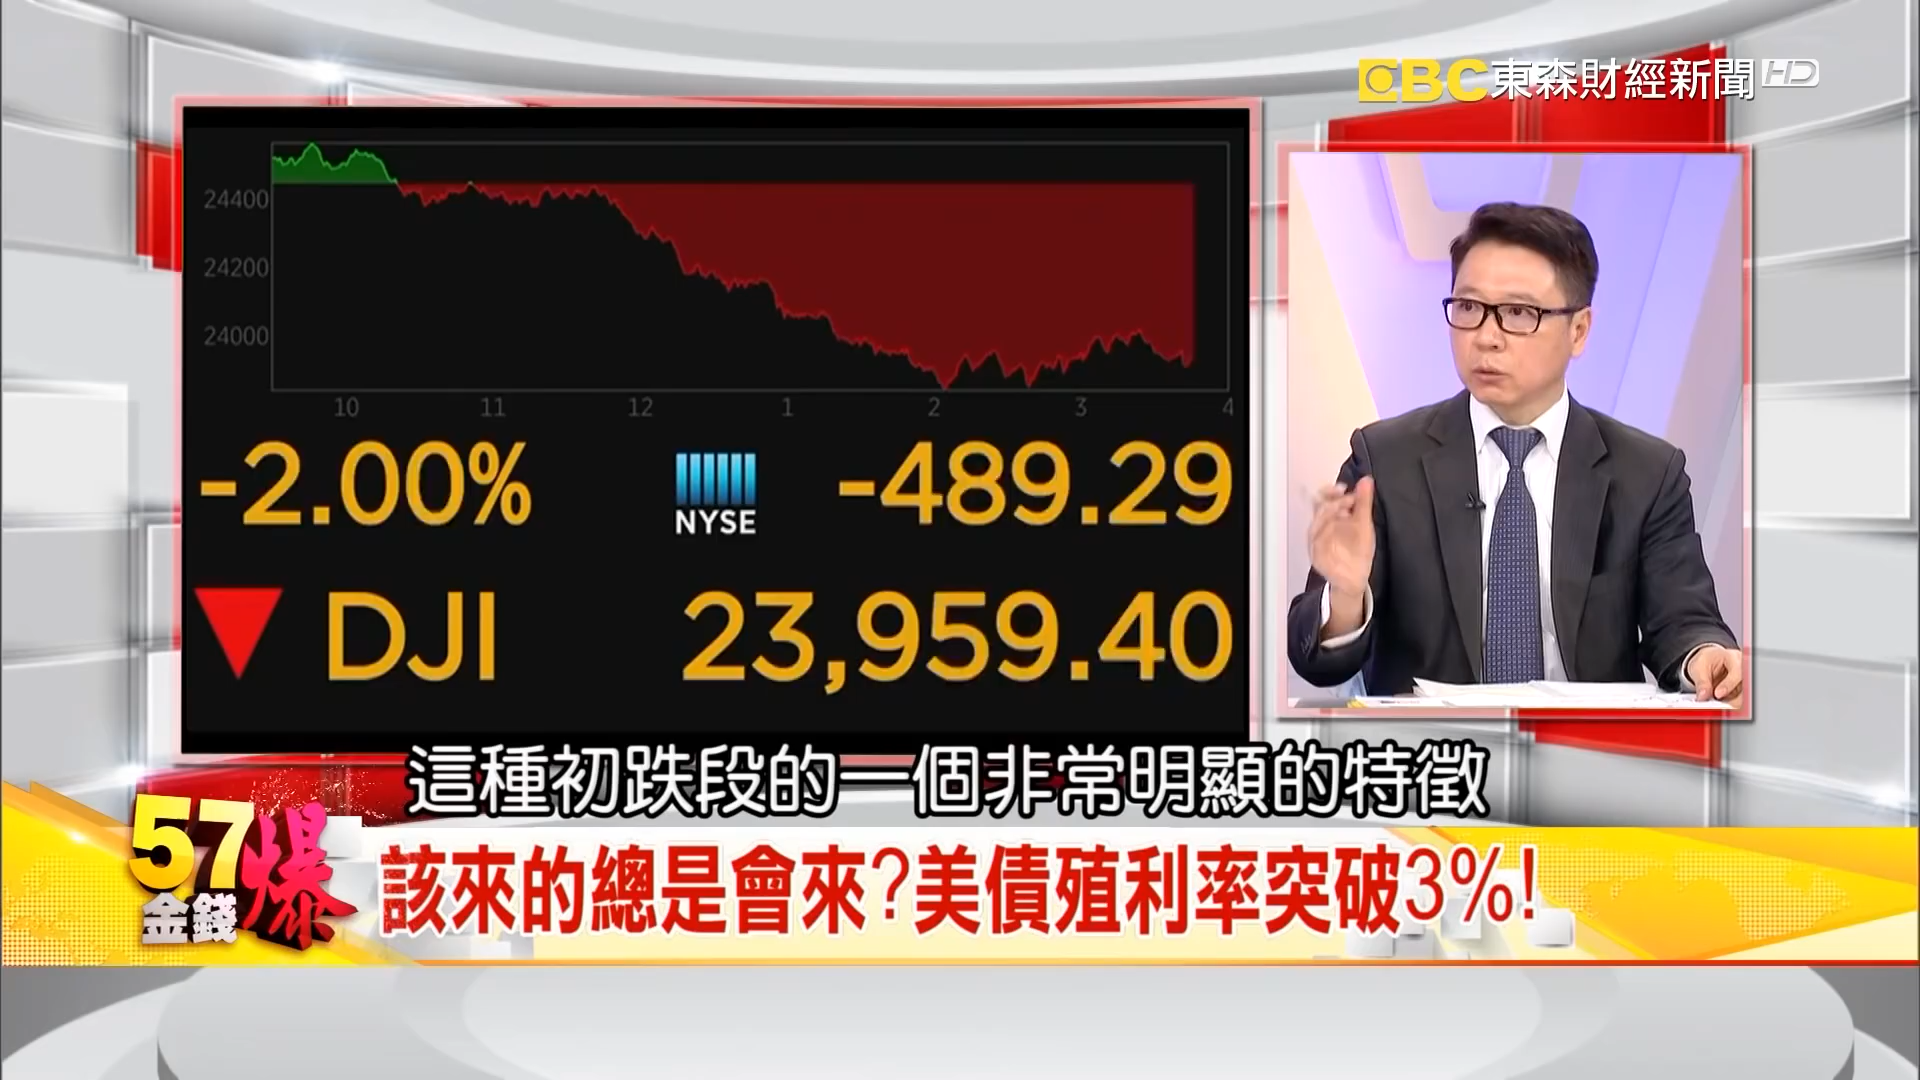 EBC東森財經新聞HD
24400
24200
24000
10 11 12 1 2 3 4
-2.00% NYSE -489.29
DJI 23,959.40
這種初跌段的一個非常明顯的特徵
57
金錢爆
該來的總是會來?美債殖利率突破3%!